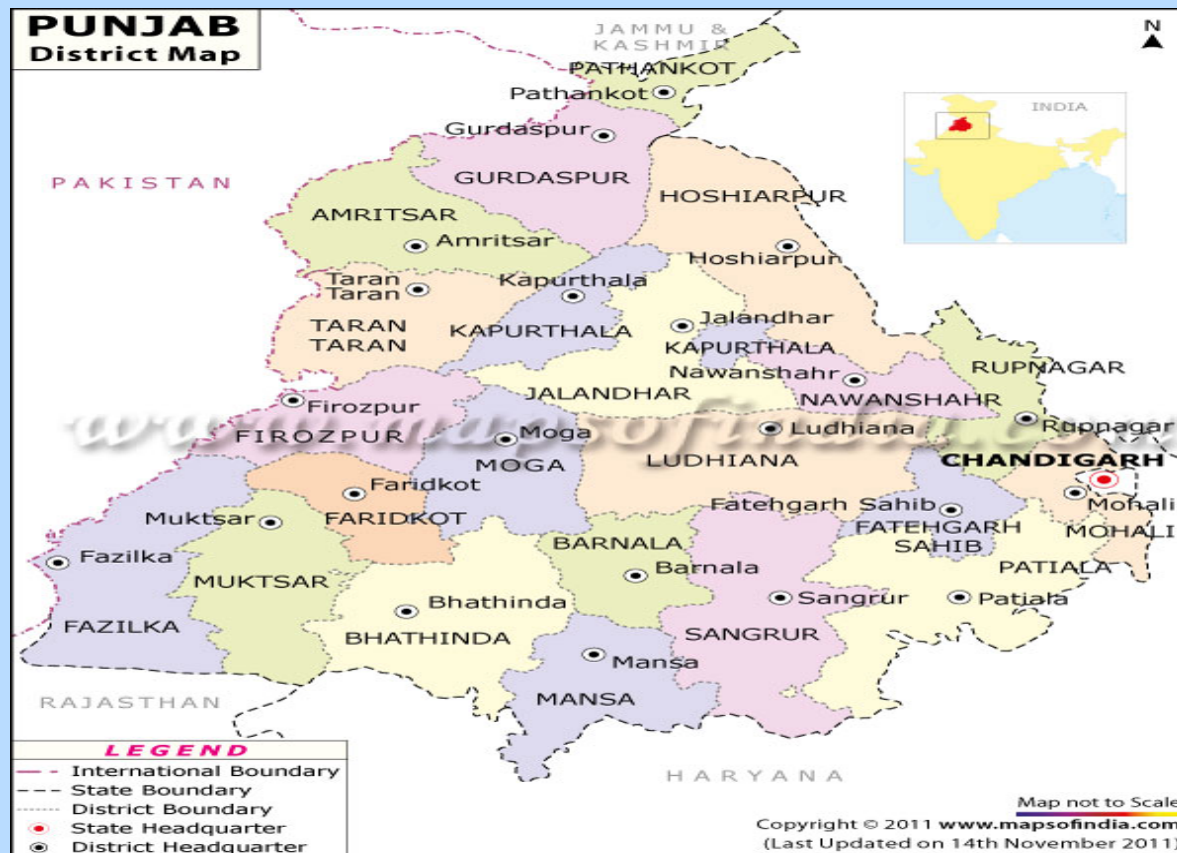 PUNJAB
District Map
JAMMU &
KASHMIR
N
PATHANKOT
Pathankot
INDIA
Gurdaspur
GURDASPUR
PAKISTAN
HOSHIARPUR
AMRITSAR
Amritsar
Hoshiarpur
Taran
Taran
Kapurthala
TARAN
TARAN
KAPURTHALA
Jalandhar
KAPURTHALA
RUPNAGAR
Nawanshahr
JALANDHAR
NAWANSHAHR
Firozpur
www.mapsofindia.com
FIROZPUR
Moga
Ludhiana
Rupnagar
MOGA
LUDHIANA
CHANDIGARH
Faridkot
FARIDKOT
Fatehgarh Sahib
Mohali
Muktsar
FATEHGARH
SAHIB
MOHALI
BARNALA
Fazilka
Barnala
PATIALA
MUKTSAR
Bhathinda
Sangrur
Patiala
FAZILKA
BHATHINDA
SANGRUR
Mansa
MANSA
RAJASTHAN
HARYANA
LEGEND
International Boundary
State Boundary
District Boundary
State Headquarter
District Headquarter
Map not to Scale
Copyright © 2011 www.mapsofindia.com
(Last Updated on 14th November 2011)